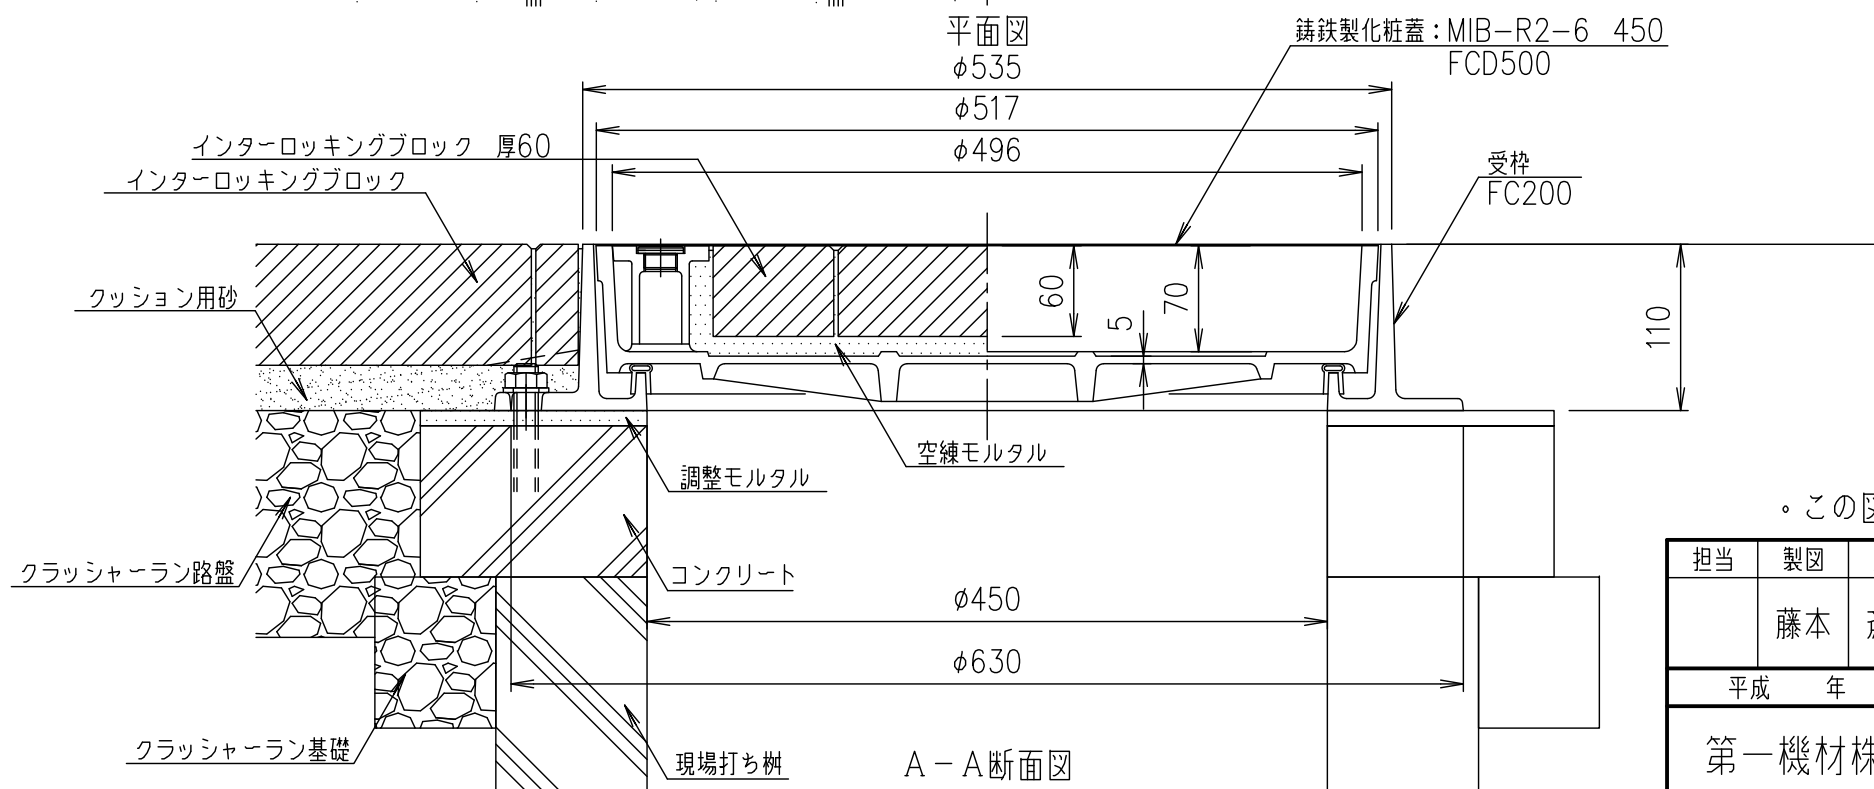 平面図
鋳鉄製化粧蓋：MIB-R2-6 450
FCD500
φ535
φ517
φ496
インターロッキングブロック 厚60
インターロッキングブロック
受枠
FC200
クッション用砂
60
70
5
110
空練モルタル
調整モルタル
クラッシャーラン路盤
コンクリート
φ450
φ630
クラッシャーラン基礎
現場打ち桝
A-A断面図
・この図
担当 製図
藤本
平成 年
第一機材株